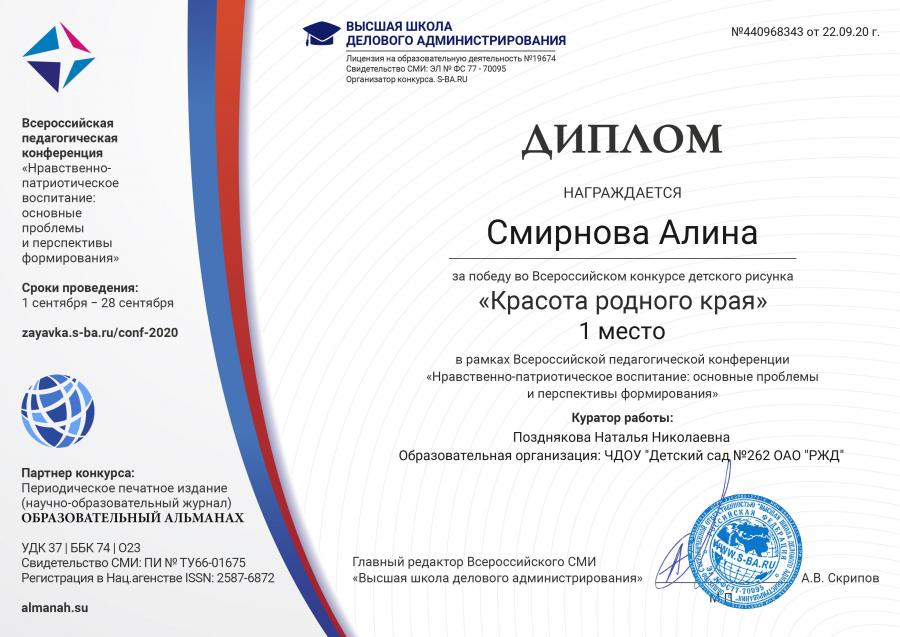 Всероссийская
педагогическая
конференция
«Нравственно-
патриотическое
воспитание:
основные
проблемы
и перспективы
формирования»
Сроки проведения:
1 сентября – 28 сентября
zayavka.s-ba.ru/conf-2020
Партнер конкурса:
Периодическое печатное издание
(научно-образовательный журнал)
ОБРАЗОВАТЕЛЬНЫЙ АЛЬМАНАХ
УДК 37 | ББК 74 | О23
Свидетельство СМИ: ПИ № ТУ66-01675
Регистрация в Нац.агенстве ISSN: 2587-6872
almanah.su
ВЫСШАЯ ШКОЛА
ДЕЛОВОГО АДМИНИСТРИРОВАНИЯ
Лицензия на образовательную деятельность №19674
Свидетельство СМИ: ЭЛ № ФС 77 - 70095
Организатор конкурса. S-BA.RU
№440968343 от 22.09.20 г.
ДИПЛОМ
НАГРАЖДАЕТСЯ
Смирнова Алина
за победу во Всероссийском конкурсе детского рисунка
«Красота родного края»
1 место
в рамках Всероссийской педагогической конференции
«Нравственно-патриотическое воспитание: основные проблемы
и перспективы формирования»
Куратор работы:
Позднякова Наталья Николаевна
Образовательная организация: ЧДОУ "Детский сад №262 ОАО "РЖД"
Главный редактор Всероссийского СМИ
«Высшая школа делового администрирования»
А.В. Скрипов
WWW.S-BA.RU
М.П.